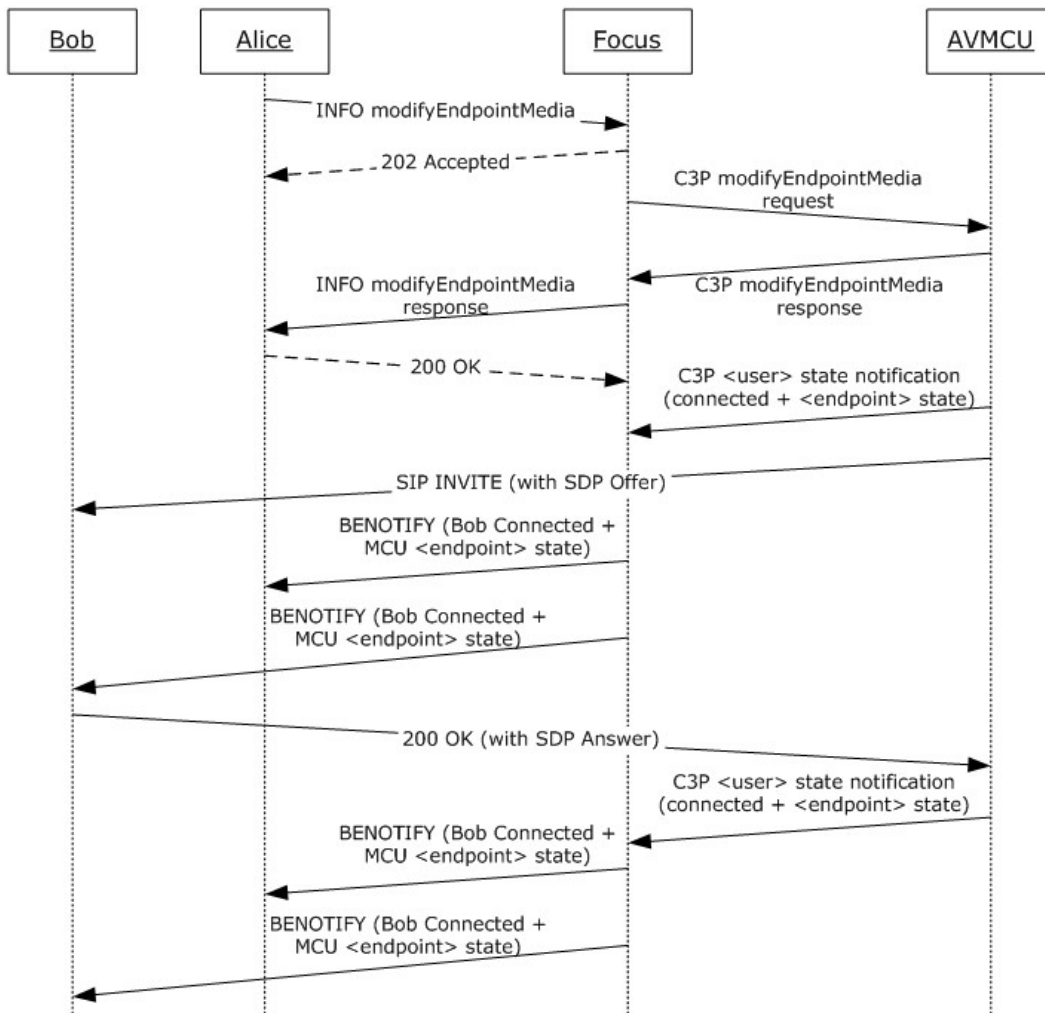 Bob
Alice
Focus
AVMCU
INFO modifyEndpointMedia
202 Accepted
C3P modifyEndpointMedia
request
INFO modifyEndpointMedia
response
C3P modifyEndpointMedia
response
200 OK
C3P <user> state notification
(connected + <endpoint> state)
SIP INVITE (with SDP Offer)
BENOTIFY (Bob Connected +
MCU <endpoint> state)
BENOTIFY (Bob Connected +
MCU <endpoint> state)
200 OK (with SDP Answer)
C3P <user> state notification
(connected + <endpoint> state)
BENOTIFY (Bob Connected +
MCU <endpoint> state)
BENOTIFY (Bob Connected +
MCU <endpoint> state)